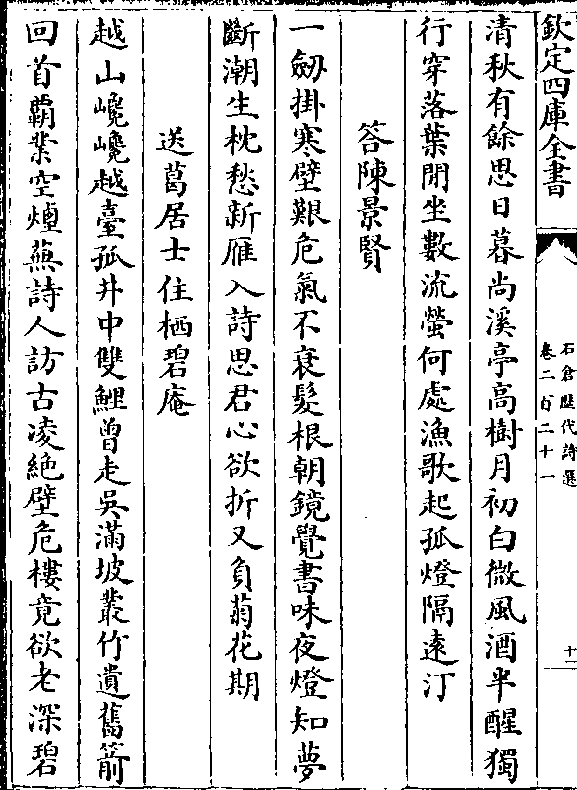 欽定四庫全書
石倉歷代詩選
卷二百二十一
十二
清秋有餘思日暮尚溪亭高樹月初白微風酒半醒獨
行穿落葉閒坐數流螢何處漁歌起孤燈隔遠汀
答陳景賢
一劒掛寒壁艱危氣不衰髮根朝鏡覺書味夜燈知夢
斷潮生枕愁新雁入詩思君心欲折又負菊花期
送葛居士住栖碧庵
越山巉巉越臺孤井中雙鯉曾走吳滿坡叢竹遺舊箭
回首霸業空煙蕪詩人訪古凌絶壁危樓竟欲老深碧